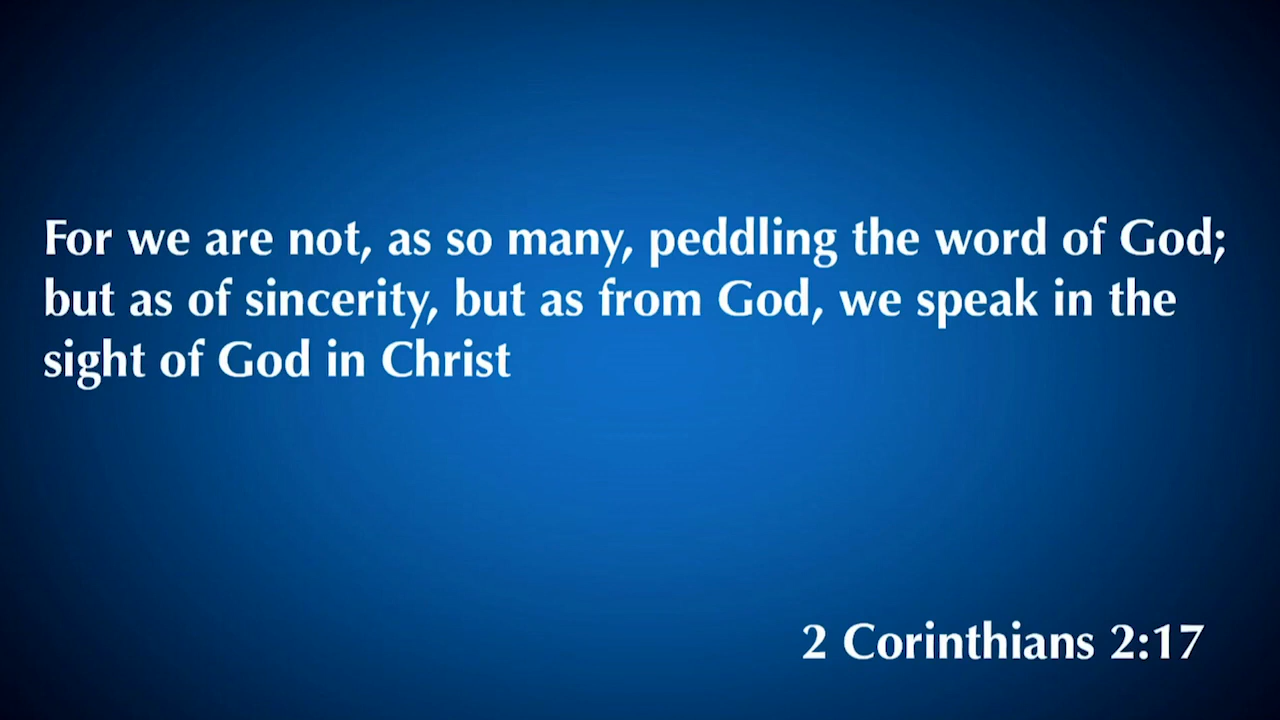 For we are not, as so many, peddling the word of God;
but as of sincerity, but as from God, we speak in the
sight of God in Christ
2 Corinthians 2:17